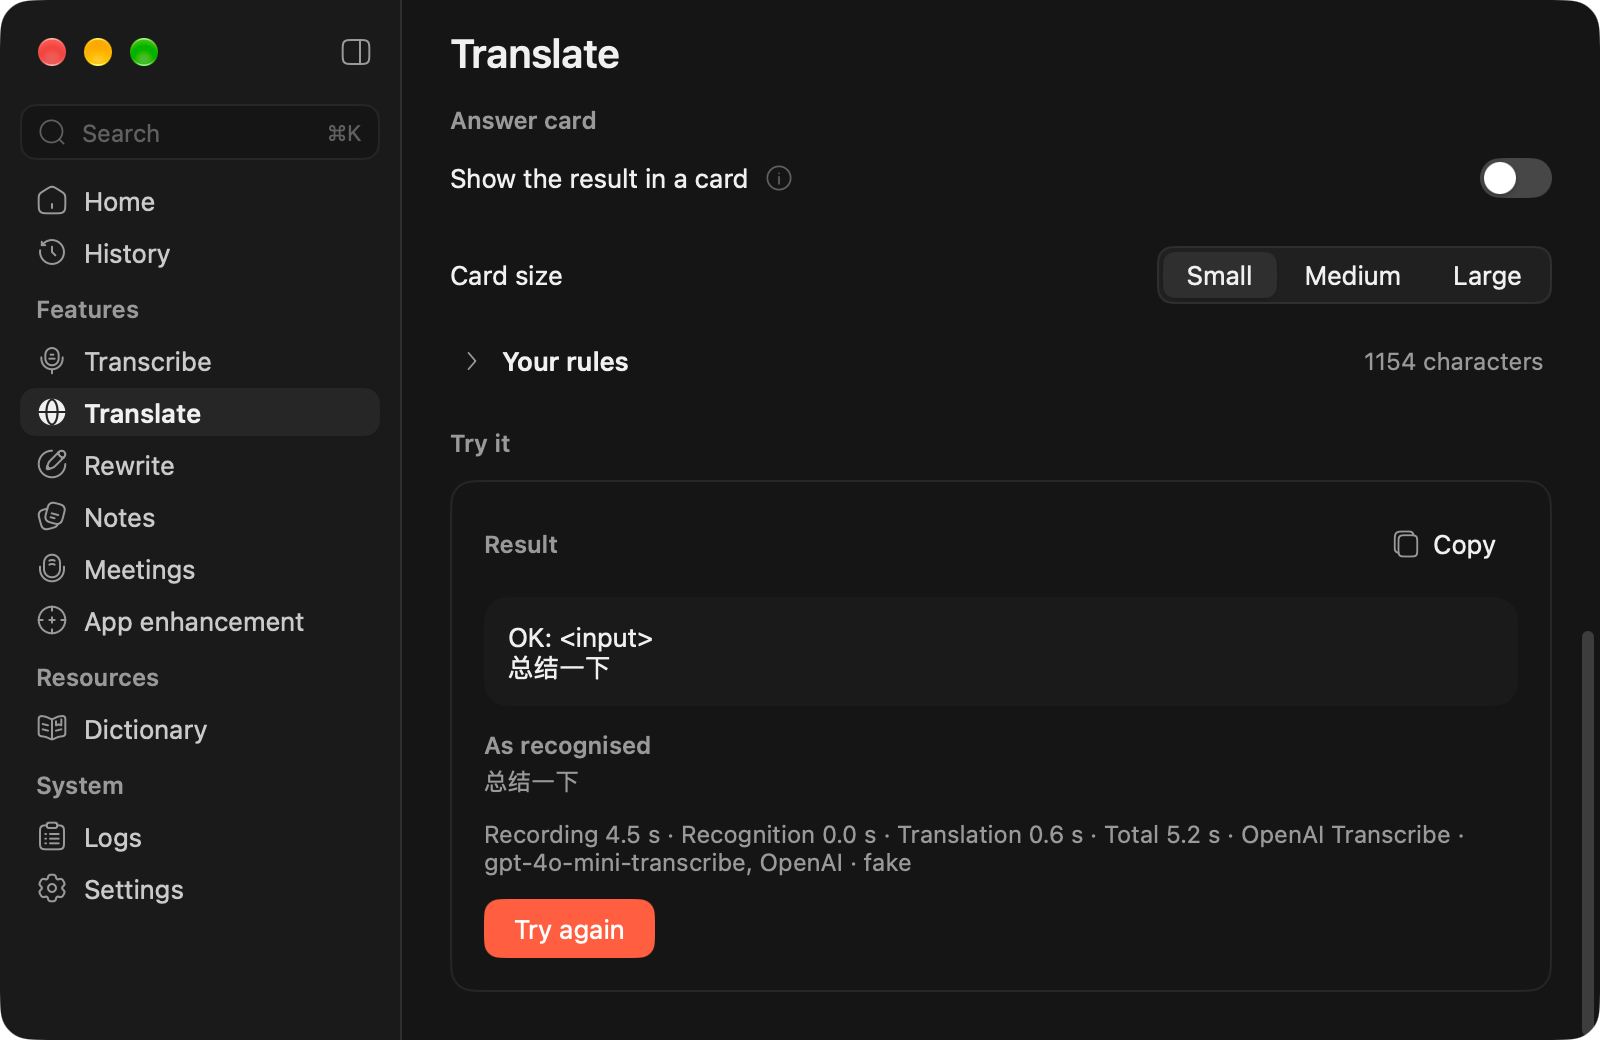 Search ⌘K
Home
History
Features
Transcribe
Translate
Rewrite
Notes
Meetings
App enhancement
Resources
Dictionary
System
Logs
Settings
Translate
Answer card
Show the result in a card
Card size
Small Medium Large
Your rules 1154 characters
Try it
Result Copy
OK: <input>
总结一下
As recognised
总结一下
Recording 4.5 s · Recognition 0.0 s · Translation 0.6 s · Total 5.2 s · OpenAI Transcribe ·
gpt-4o-mini-transcribe, OpenAI · fake
Try again